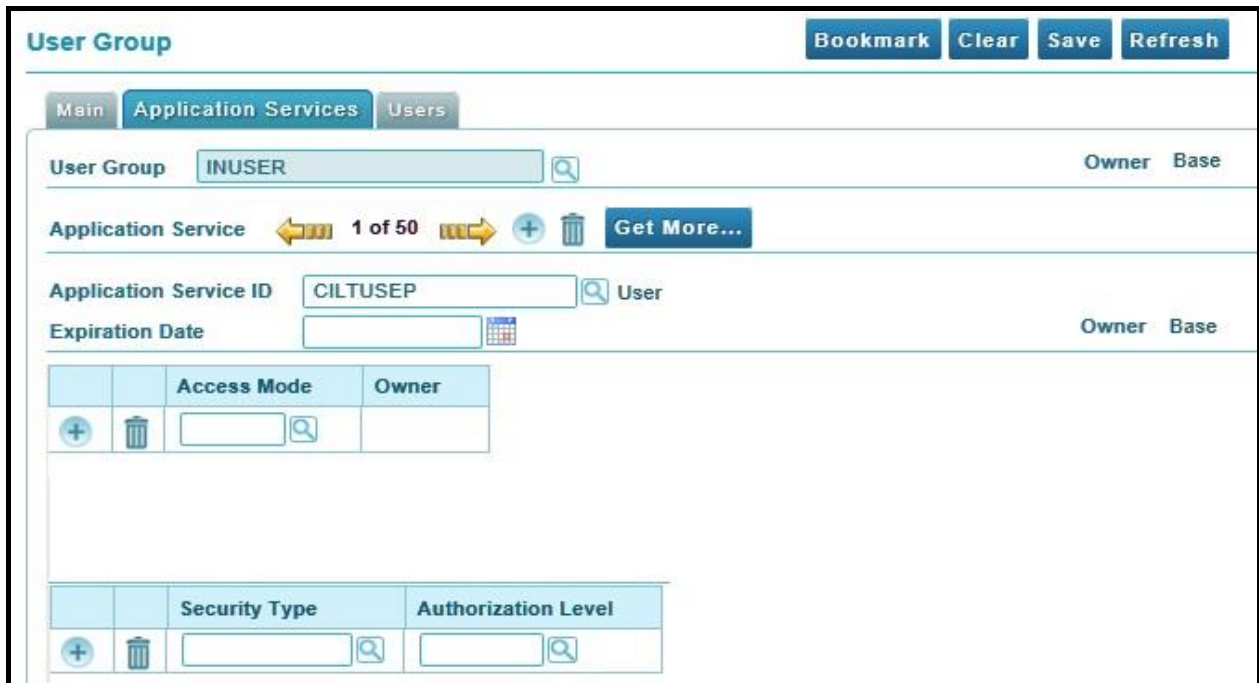 User Group Bookmark Clear Save Refresh
Main Application Services Users
User Group INUSER Owner Base
Application Service 1 of 50 Get More...
Application Service ID CILTUSEP User
Expiration Date Owner Base
Access Mode Owner
Security Type Authorization Level